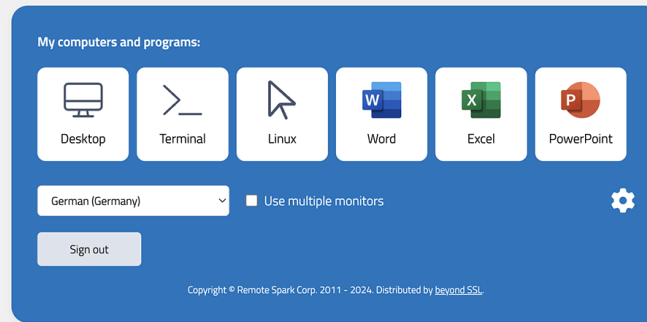 My computers and programs:
Desktop
Terminal
Linux
W
Word
X
Excel
P
PowerPoint
German (Germany)
Use multiple monitors
Sign out
Copyright © Remote Spark Corp. 2011 - 2024. Distributed by beyond SSL.